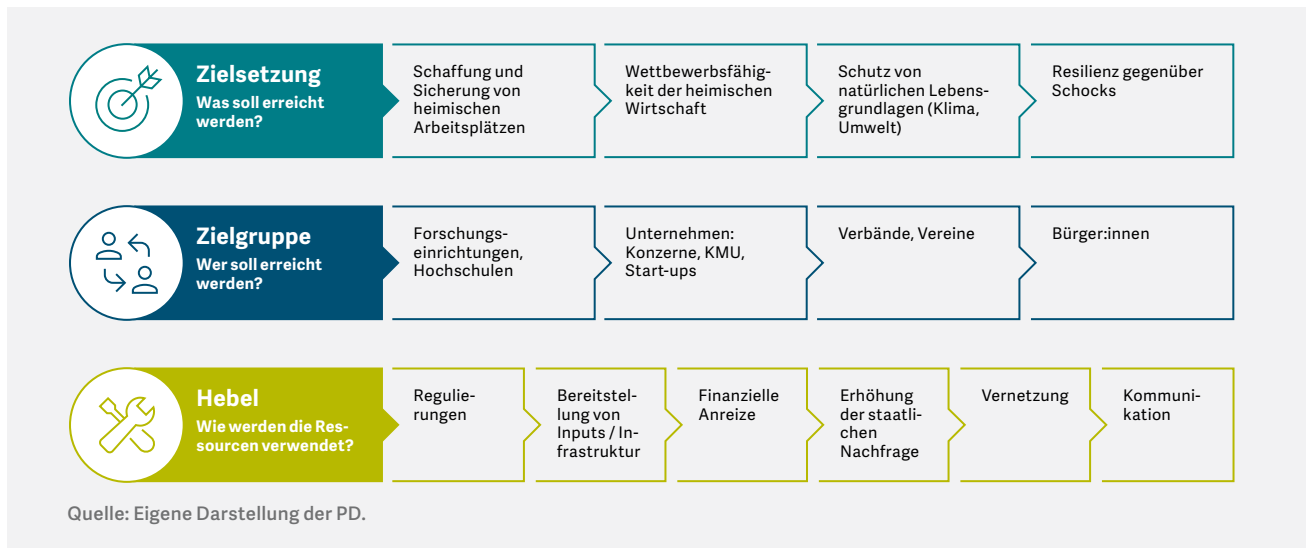 Zielsetzung
Was soll erreicht
werden?
Schaffung und
Sicherung von
heimischen
Arbeitsplätzen
Wettbewerbsfähig-
keit der heimischen
Wirtschaft
Schutz von
natürlichen Lebens-
grundlagen (Klima,
Umwelt)
Resilienz gegenüber
Schocks
Zielgruppe
Wer soll erreicht
werden?
Forschungs-
einrichtungen,
Hochschulen
Unternehmen:
Konzerne, KMU,
Start-ups
Verbände, Vereine
Bürger:innen
Hebel
Wie werden die Res-
sourcen verwendet?
Regulie-
rungen
Bereitstel-
lung von
Inputs / In-
frastruktur
Finanzielle
Anreize
Erhöhung
der staatli-
chen
Nachfrage
Vernetzung
Kommuni-
kation
Quelle: Eigene Darstellung der PD.